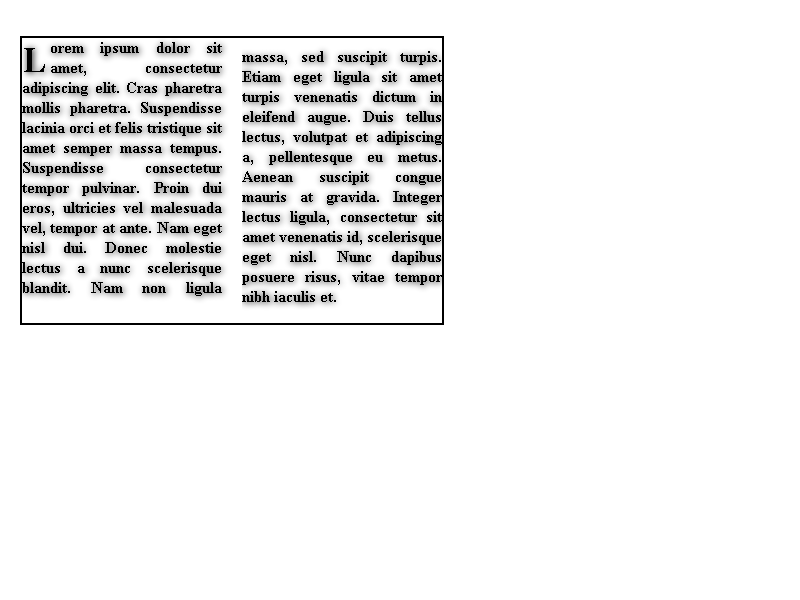 Lorem ipsum dolor sit
amet, consectetur
adipiscing elit. Cras pharetra
mollis pharetra. Suspendisse
lacinia orci et felis tristique sit
amet semper massa tempus.
Suspendisse consectetur
tempor pulvinar. Proin dui
eros, ultricies vel malesuada
vel, tempor at ante. Nam eget
nisl dui. Donec molestie
lectus a nunc scelerisque
blandit. Nam non ligula
massa, sed suscipit turpis.
Etiam eget ligula sit amet
turpis venenatis dictum in
eleifend augue. Duis tellus
lectus, volutpat et adipiscing
a, pellentesque eu metus.
Aenean suscipit congue
mauris at gravida. Integer
lectus ligula, consectetur sit
amet venenatis id, scelerisque
eget nisl. Nunc dapibus
posuere risus, vitae tempor
nibh iaculis et.